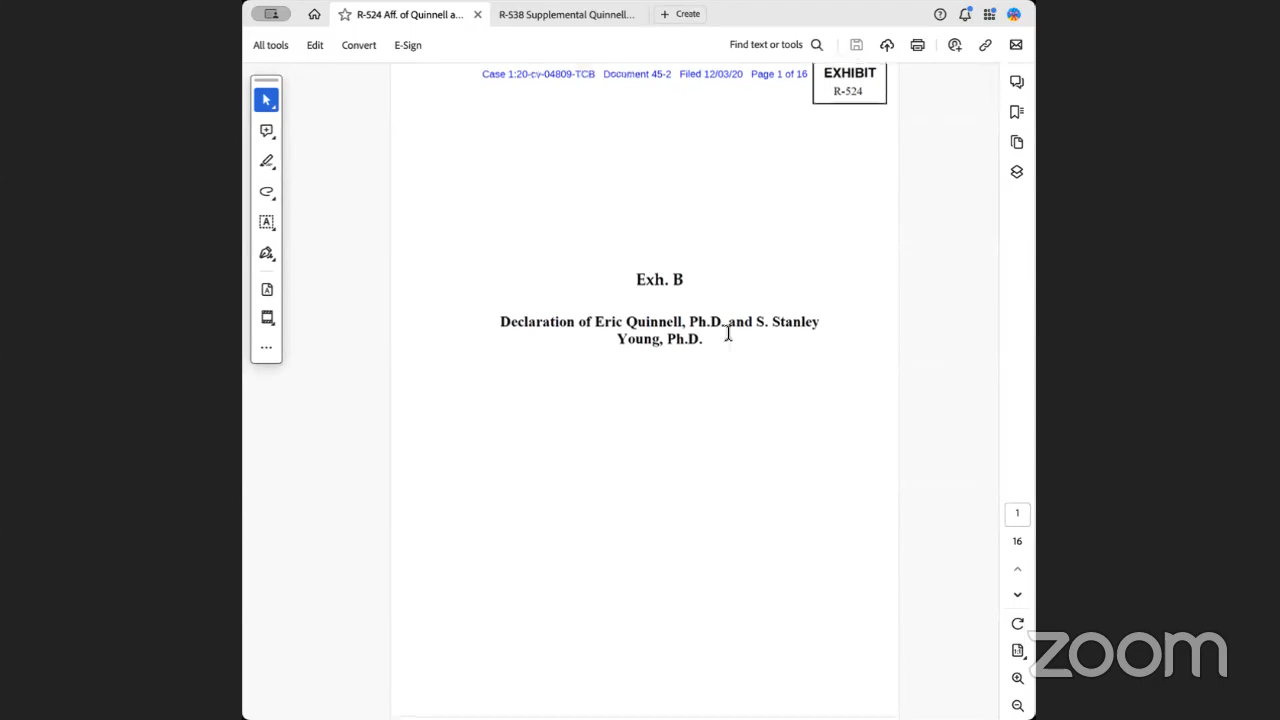 R-524 Aff. of Quinnell a...
R-538 Supplemental Quinnell...
Create
All tools
Edit
Convert
E-Sign
Find text or tools
Case 1:20-cv-04809-TCB Document 45-2 Filed 12/03/20 Page 1 of 16
EXHIBIT
R-524
Exh. B
Declaration of Eric Quinnell, Ph.D. and S. Stanley
Young, Ph.D.
1
16
zoom